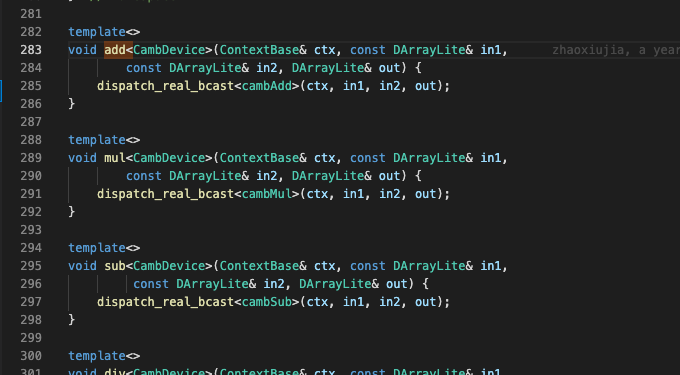 281
282 template<>
283 void add<CambDevice>(ContextBase& ctx, const DArrayLite& in1, zhaoxiujia, a year
284 const DArrayLite& in2, DArrayLite& out) {
285 dispatch_real_bcast<cambAdd>(ctx, in1, in2, out);
286 }
287
288 template<>
289 void mul<CambDevice>(ContextBase& ctx, const DArrayLite& in1,
290 const DArrayLite& in2, DArrayLite& out) {
291 dispatch_real_bcast<cambMul>(ctx, in1, in2, out);
292 }
293
294 template<>
295 void sub<CambDevice>(ContextBase& ctx, const DArrayLite& in1,
296 const DArrayLite& in2, DArrayLite& out) {
297 dispatch_real_bcast<cambSub>(ctx, in1, in2, out);
298 }
299
300 template<>
301 void div<CambDevice>(ContextBase& ctx, const DArrayLite& in1,